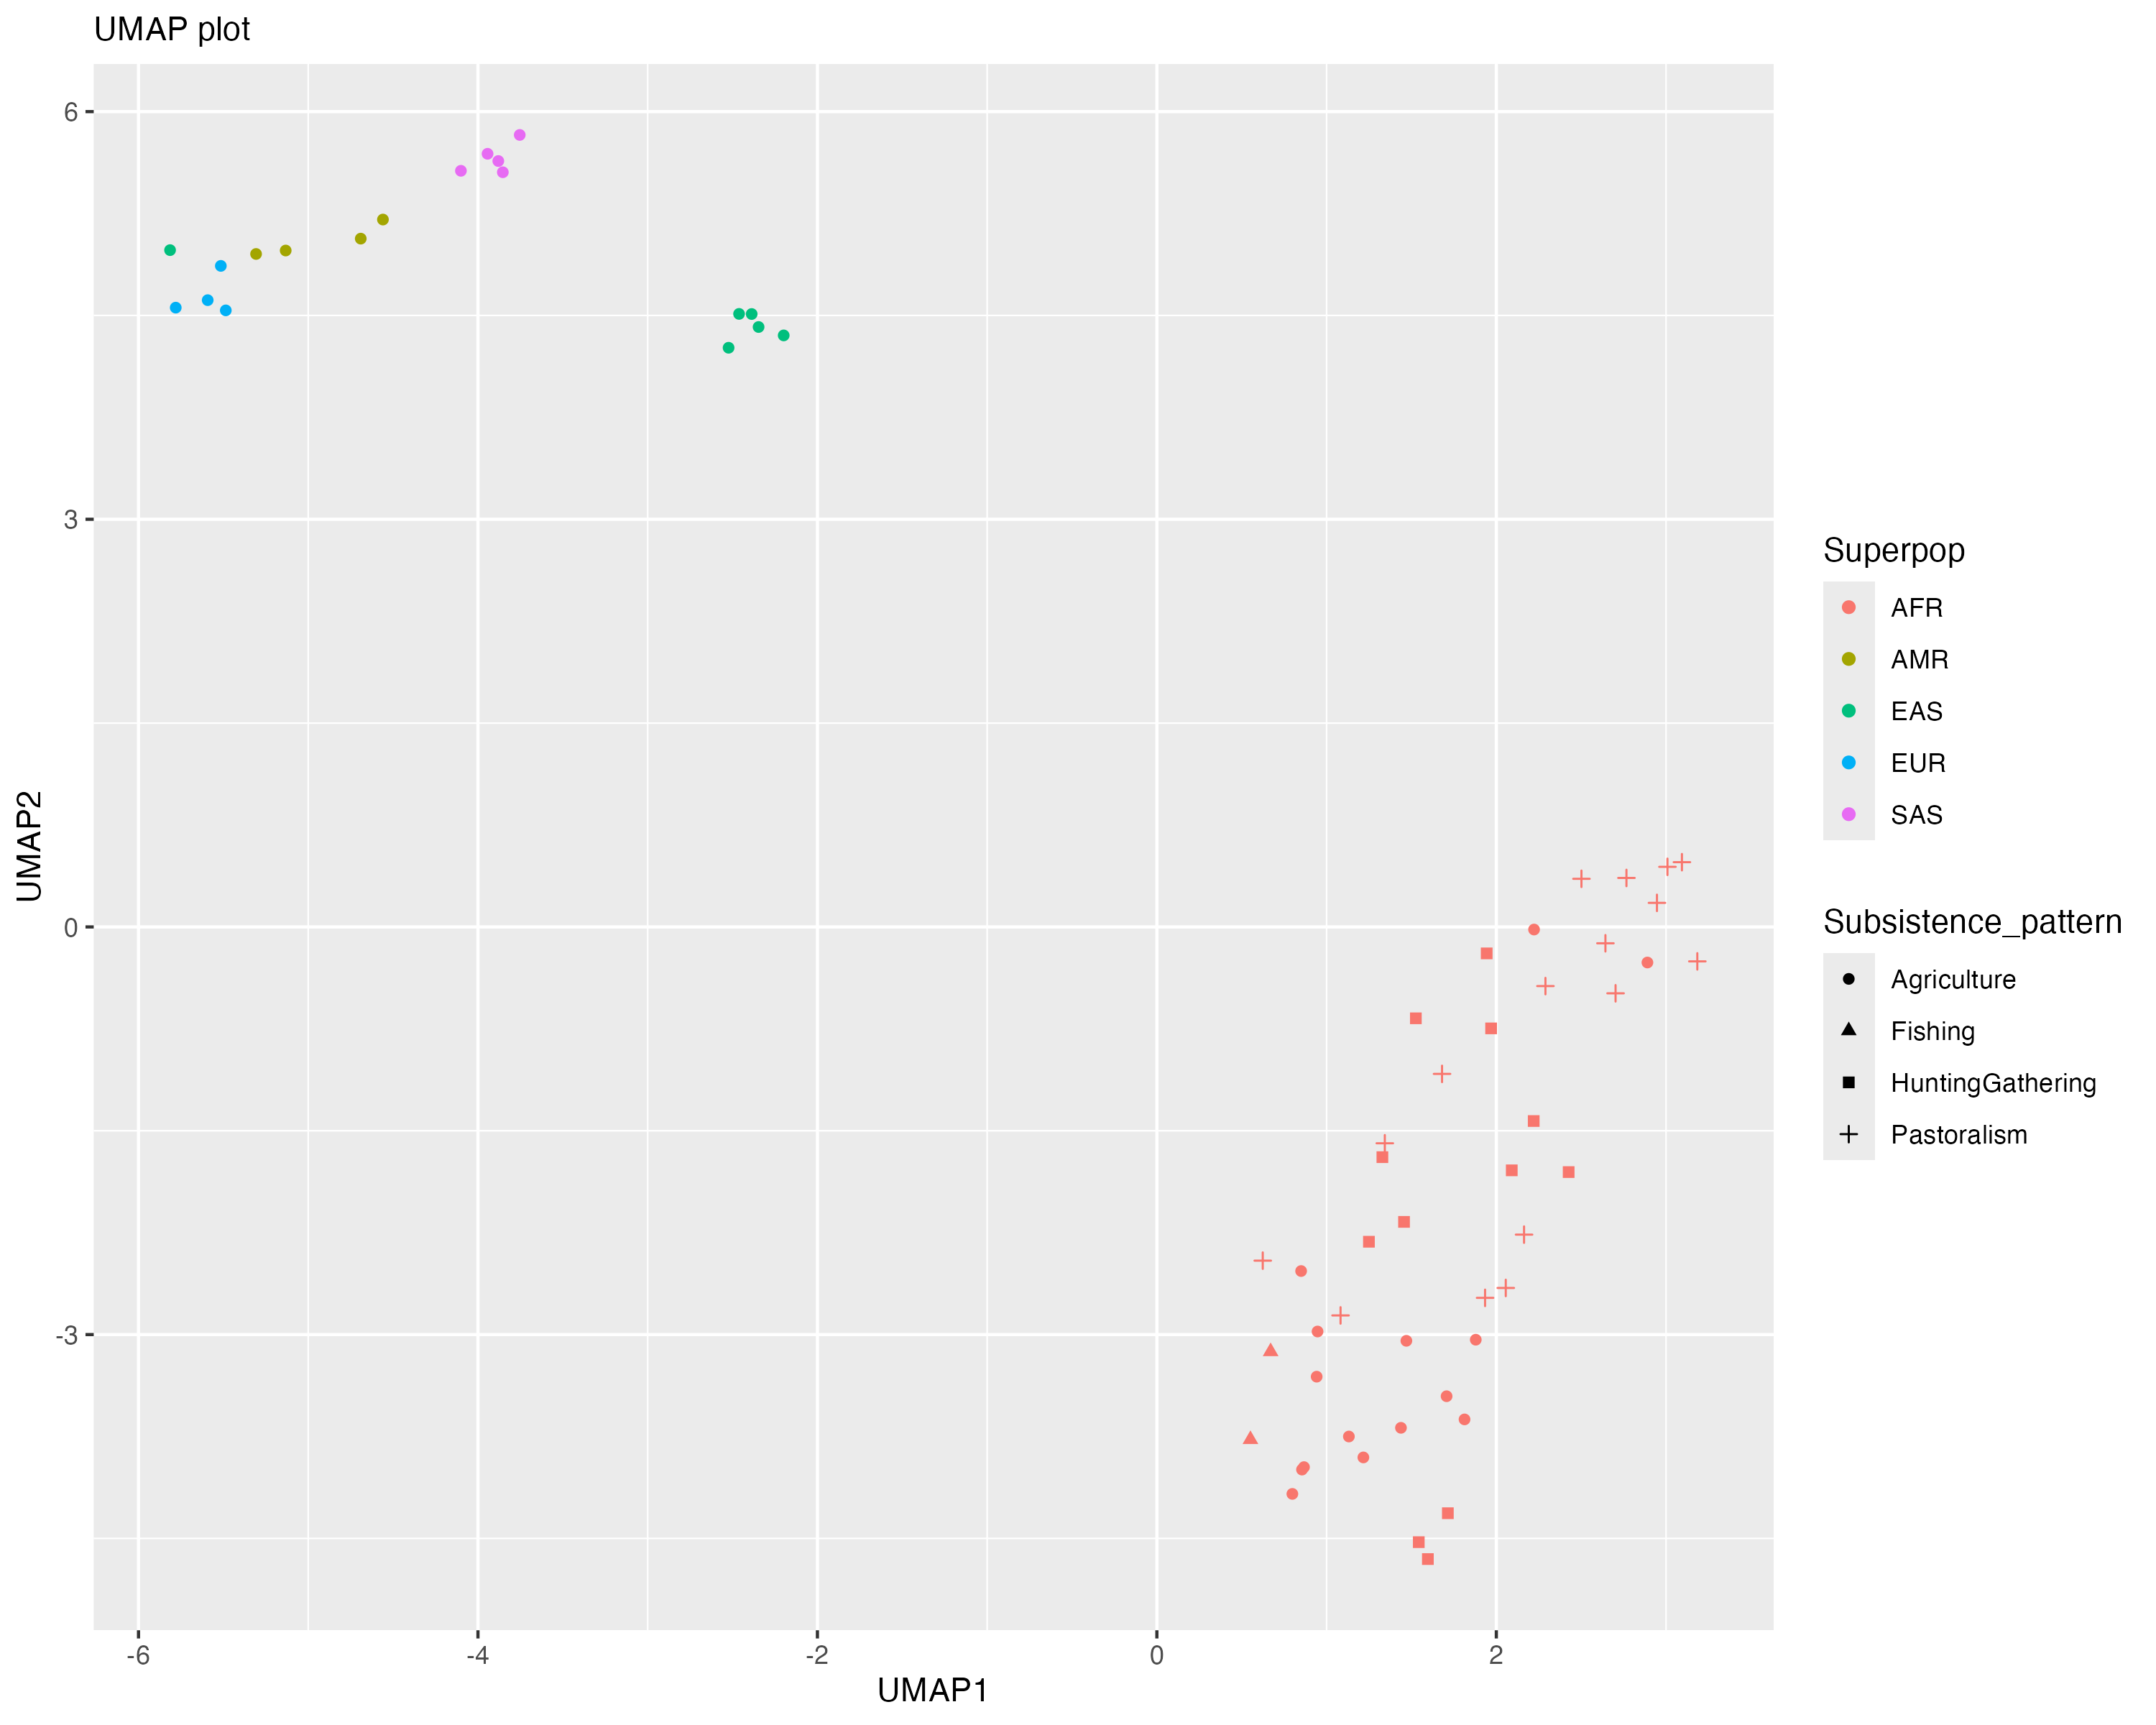 UMAP plot
6
3
0
-3
UMAP2
-6
-4
-2
0
2
UMAP1
Superpop
AFR
AMR
EAS
EUR
SAS
Subsistence_pattern
Agriculture
Fishing
HuntingGathering
Pastoralism